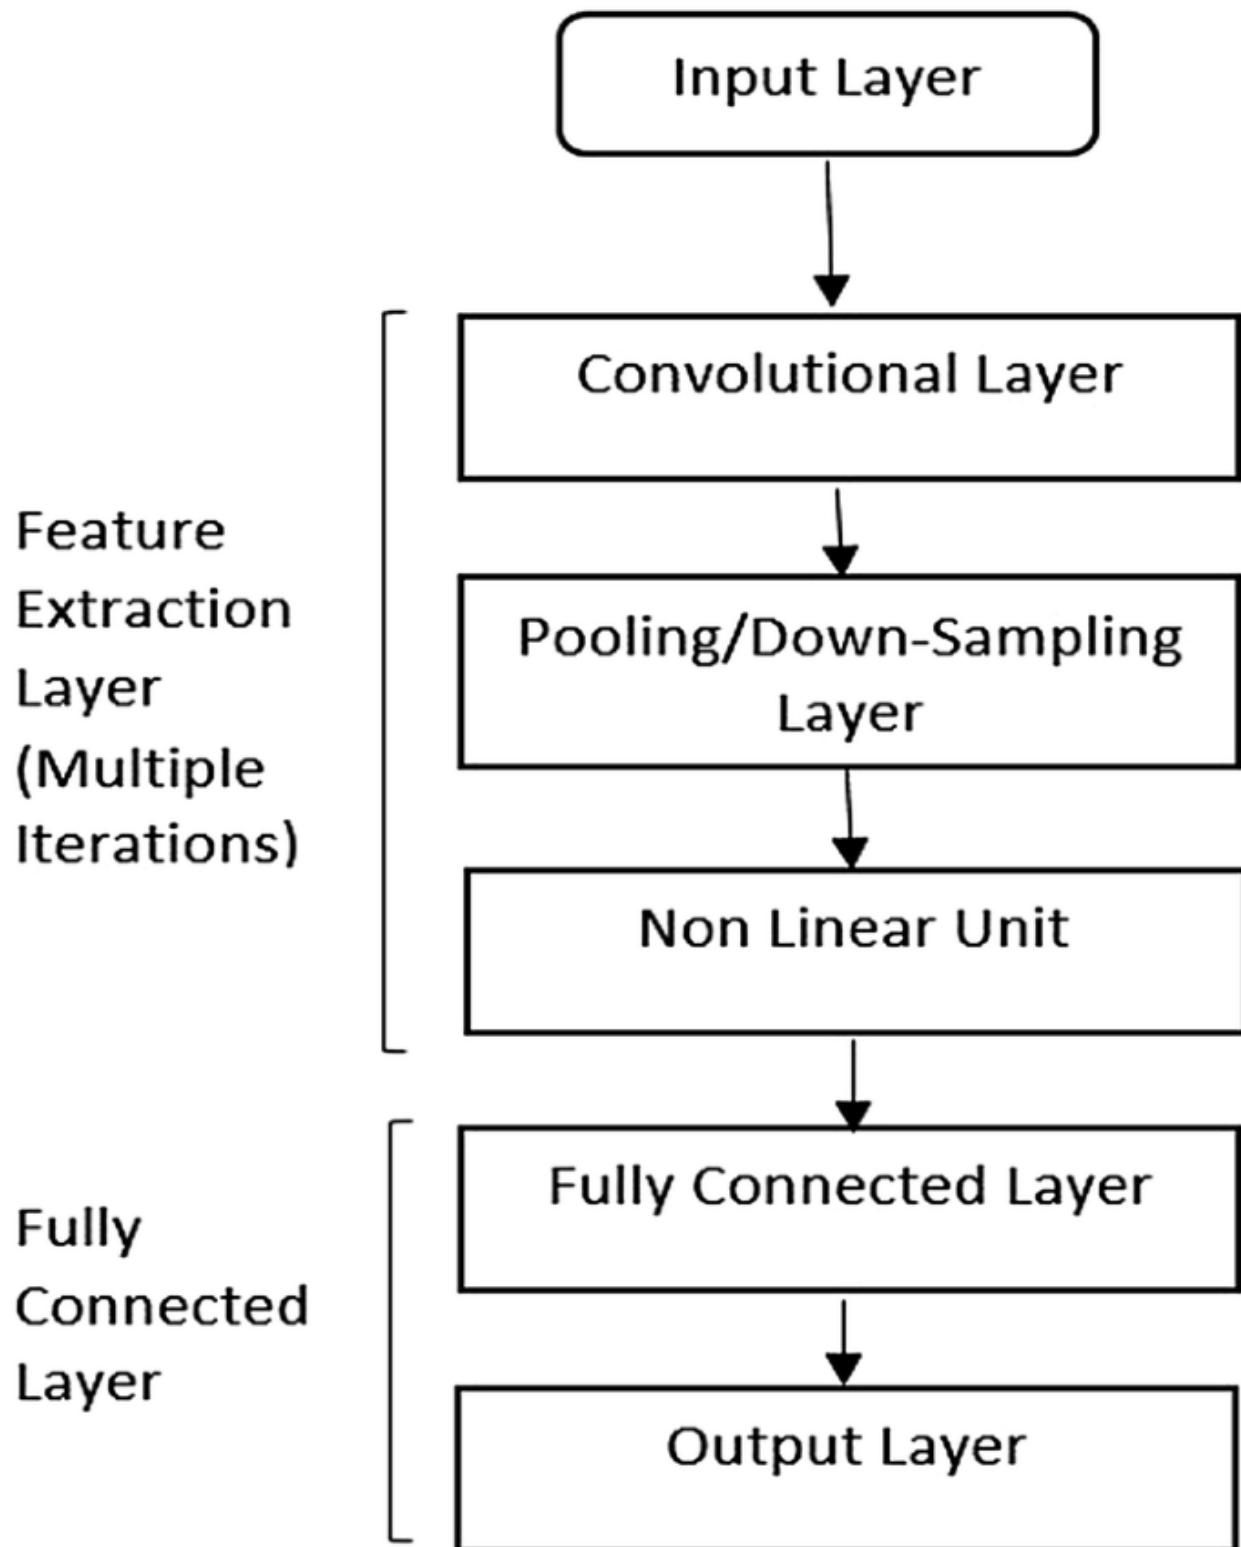 Input Layer
Convolutional Layer
Feature
Extraction
Layer
(Multiple
Iterations)
Pooling/Down-Sampling
Layer
Non Linear Unit
Fully
Connected
Layer
Fully Connected Layer
Output Layer